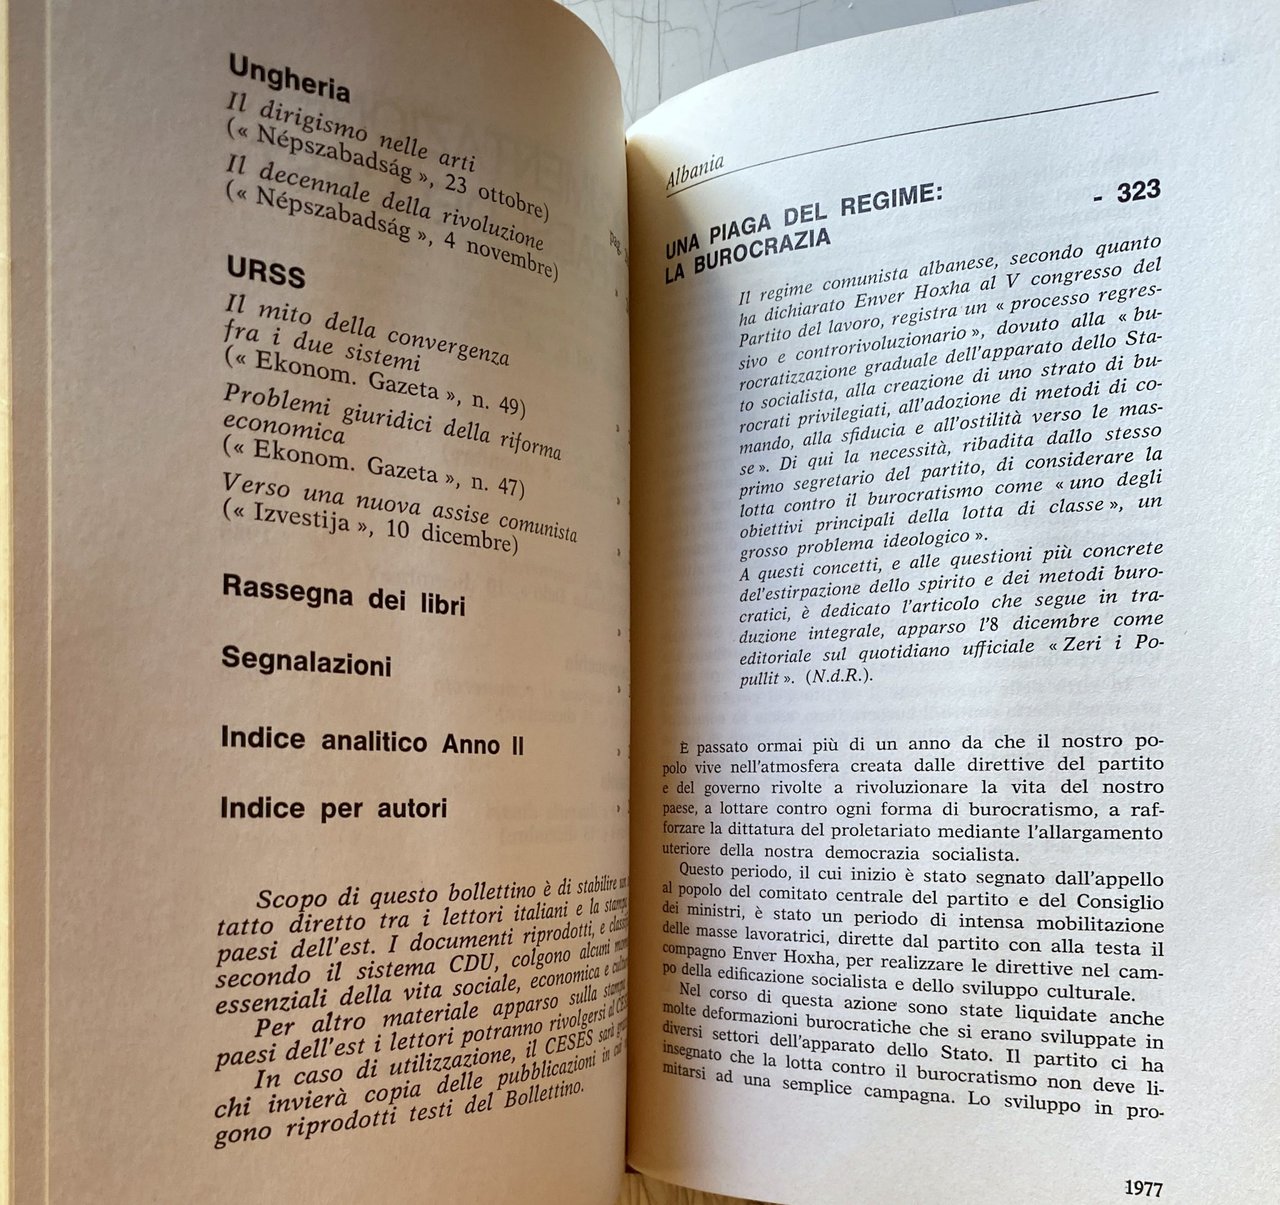 Ungheria
Il dirigismo nelle arti
(« Népszabadság », 23 ottobre)
Il decennale della rivoluzione
(« Népszabadság », 4 novembre)
pag.
URSS
Il mito della convergenza
fra i due sistemi
(« Ekonom. Gazeta », n. 49)
Problemi giuridici della riforma
economica
(« Ekonom. Gazeta », n. 47)
Verso una nuova assise comunista
(« Izvestija », 10 dicembre)
Rassegna dei libri
Segnalazioni
Indice analitico Anno II
Indice per autori
Scopo di questo bollettino è di stabilire un
tatto diretto tra i lettori italiani e la stampa
paesi dell'est. I documenti riprodotti, e
secondo il sistema CDU, colgono alcuni
essenziali della vita sociale, economica e
Per altro materiale apparso sulla stampa
paesi dell'est i lettori potranno rivolgersi al
In caso di utilizzazione, il CESES sarà
chi invierà copia delle pubblicazioni in cui
gono riprodotti testi del Bollettino.
Albania
UNA PIAGA DEL REGIME: - 323
LA BUROCRAZIA
Il regime comunista albanese, secondo quanto
ha dichiarato Enver Hoxha al V congresso del
Partito del lavoro, registra un « processo regres-
sivo e controrivoluzionario », dovuto alla « bu-
rocratizzazione graduale dell'apparato dello Sta-
to socialista, alla creazione di uno strato di bu-
rocrati privilegiati, all'adozione di metodi di co-
mando, alla sfiducia e all'ostilità verso le mas-
se ». Di qui la necessità, ribadita dallo stesso
primo segretario del partito, di considerare la
lotta contro il burocratismo come « uno degli
obiettivi principali della lotta di classe », un
grosso problema ideologico ».
A questi concetti, e alle questioni più concrete
del'estirpazione dello spirito e dei metodi buro-
cratici, è dedicato l'articolo che segue in tra-
duzione integrale, apparso l'8 dicembre come
editoriale sul quotidiano ufficiale « Zeri i Po-
pullit ». (N.d.R.).
È passato ormai più di un anno da che il nostro po-
polo vive nell'atmosfera creata dalle direttive del partito
e del governo rivolte a rivoluzionare la vita del nostro
paese, a lottare contro ogni forma di burocratismo, a raf-
forzare la dittatura del proletariato mediante l'allargamento
uteriore della nostra democrazia socialista.
Questo periodo, il cui inizio è stato segnato dall'appello
al popolo del comitato centrale del partito e del Consiglio
dei ministri, è stato un periodo di intensa mobilitazione
delle masse lavoratrici, dirette dal partito con alla testa il
compagno Enver Hoxha, per realizzare le direttive nel cam-
po della edificazione socialista e dello sviluppo culturale.
Nel corso di questa azione sono state liquidate anche
molte deformazioni burocratiche che si erano sviluppate in
diversi settori dell'apparato dello Stato. Il partito ci ha
insegnato che la lotta contro il burocratismo non deve li-
mitarsi ad una semplice campagna. Lo sviluppo in pro-
1977